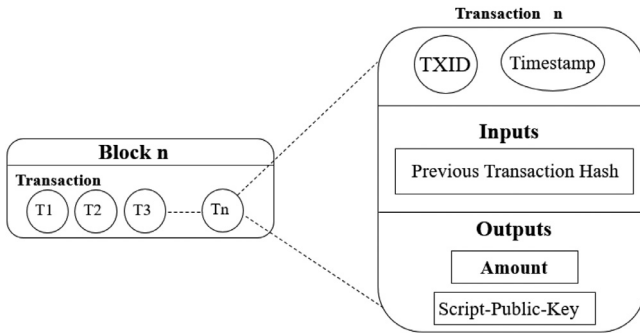 Block n
Transaction
T1 T2 T3 Tn
Transaction n
TXID Timestamp
Inputs
Previous Transaction Hash
Outputs
Amount
Script-Public-Key